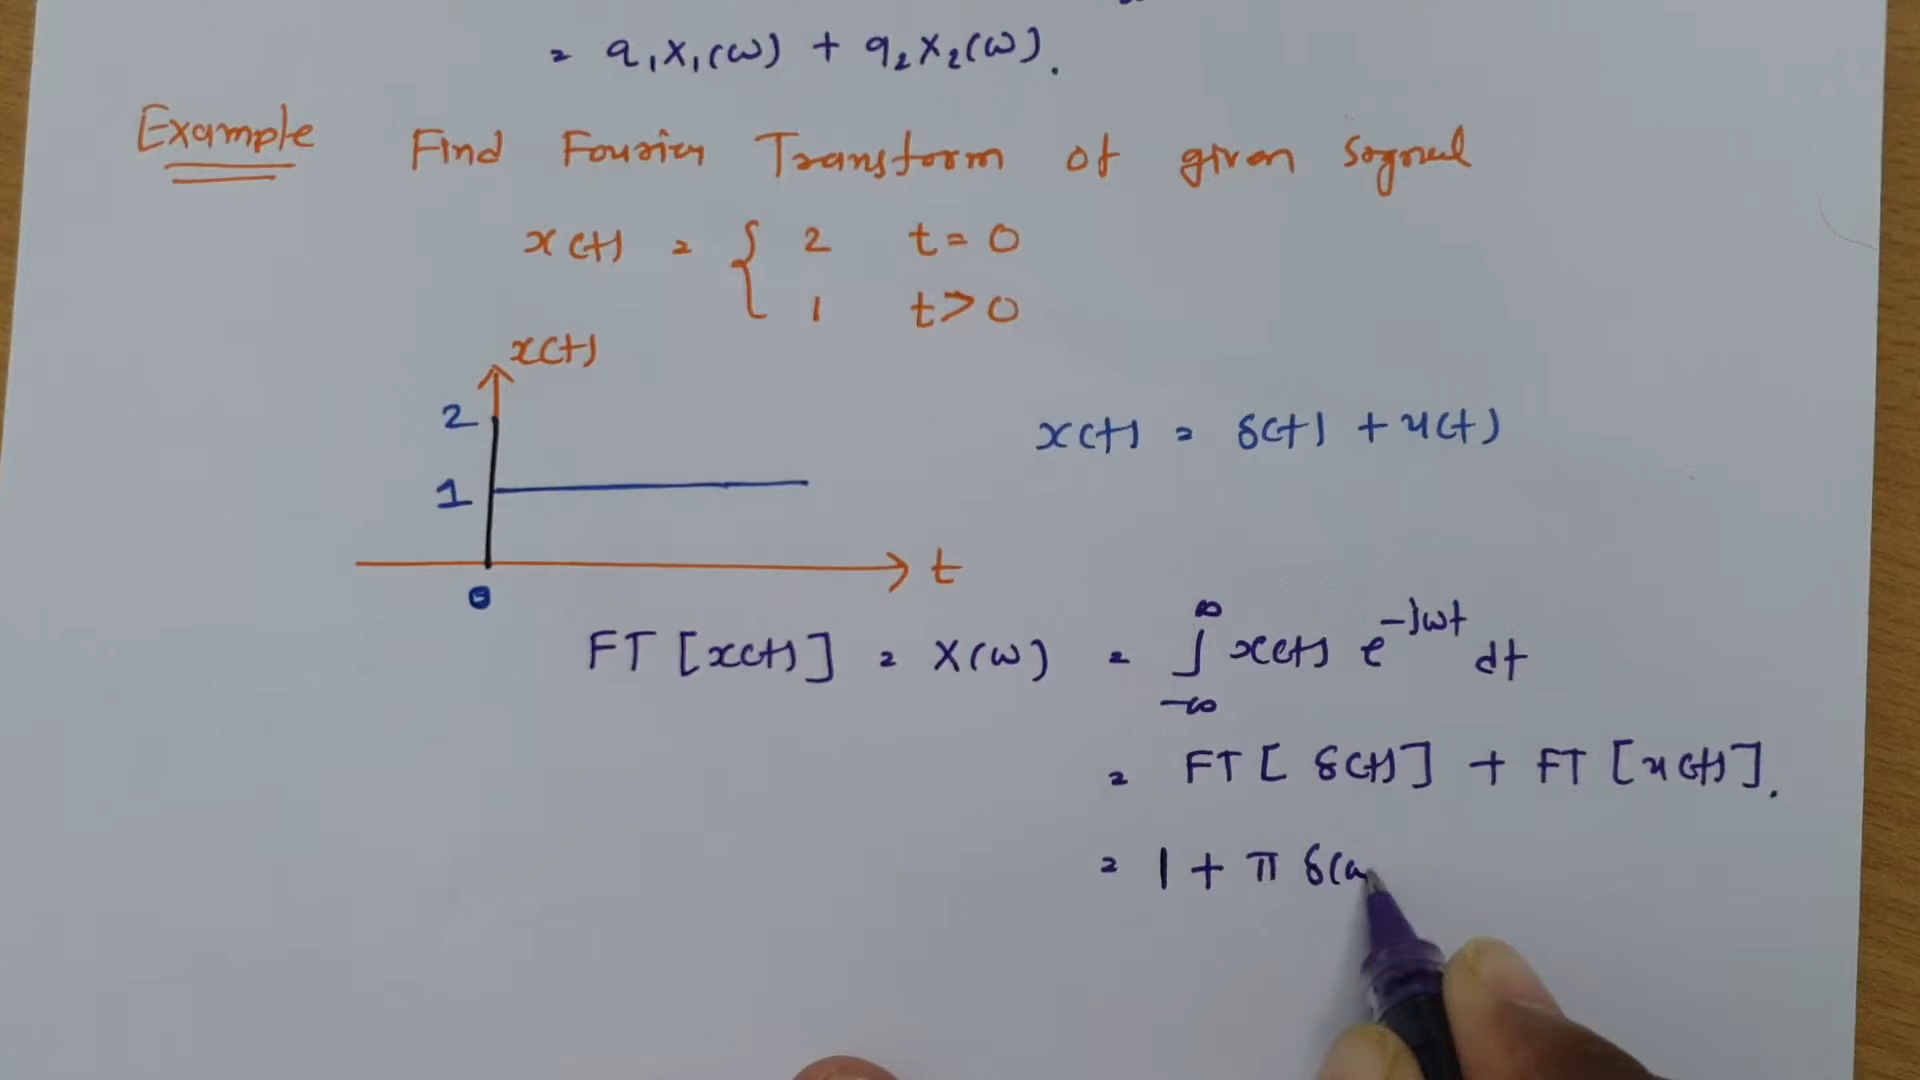 = a₁X₁(ω) + a₂X₂(ω).
Example Find Fourier Transform of given signal
x(t) = { 2 t = 0
1 t > 0
x(t)
2
x(t) = δ(t) + u(t)
1
t
0
FT [x(t)] = X(ω) = ∫_{-∞}^{∞} x(t) e^{-jωt} dt
= FT [ δ(t) ] + FT [u(t)].
= 1 + π δ(